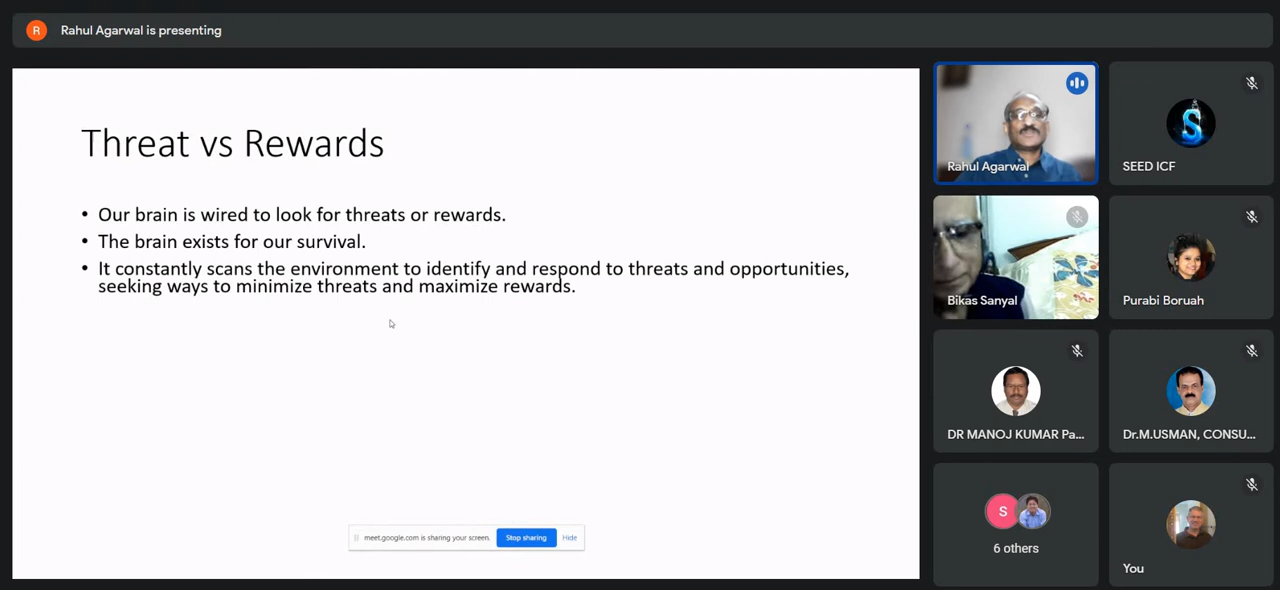 R Rahul Agarwal is presenting
Threat vs Rewards
• Our brain is wired to look for threats or rewards.
• The brain exists for our survival.
• It constantly scans the environment to identify and respond to threats and opportunities,
seeking ways to minimize threats and maximize rewards.
meet.google.com is sharing your screen. Stop sharing Hide
Rahul Agarwal
S
SEED ICF
Bikas Sanyal
Purabi Boruah
DR MANOJ KUMAR Pa...
Dr.M.USMAN, CONSU...
S
6 others
You